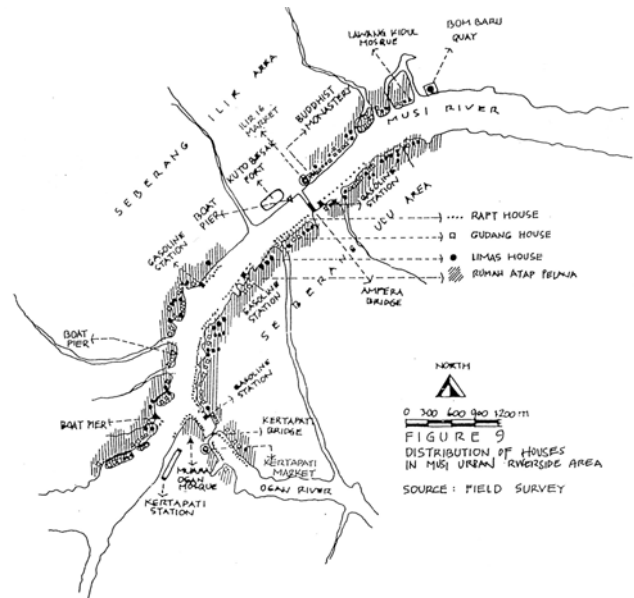 LAWANG KIDUL
MOSQUE
BOM BARU
QUAY
MUSI RIVER
SEBERANG ILIR AREA
ILIR 16
MARKET
BUDDHIST
MONASTERY
KUTO BESAK
FORT
BOAT
PIER
GASOLINE
STATION
GASOLINE
STATION
SEBERANG ULU AREA
RAFT HOUSE
GUDANG HOUSE
LIMAS HOUSE
RUMAH ATAP PELANA
AMPERA
BRIDGE
GASOLINE
STATION
BOAT
PIER
GASOLINE
STATION
BOAT PIER
KERTAPATI
BRIDGE
KERTAPATI
MARKET
MUARA
OGAN
MOSQUE
OGAN RIVER
KERTAPATI
STATION
NORTH
0 300 600 900 1200 m
FIGURE 9
DISTRIBUTION OF HOUSES
IN MUSI URBAN RIVERSIDE AREA
SOURCE: FIELD SURVEY